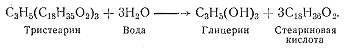 C₃H₅(C₁₈H₃₅O₂)₃ + 3H₂O ⟶ C₃H₅(OH)₃ + 3C₁₈H₃₆O₂.
Тристеарин Вода Глицерин Стеариновая
кислота